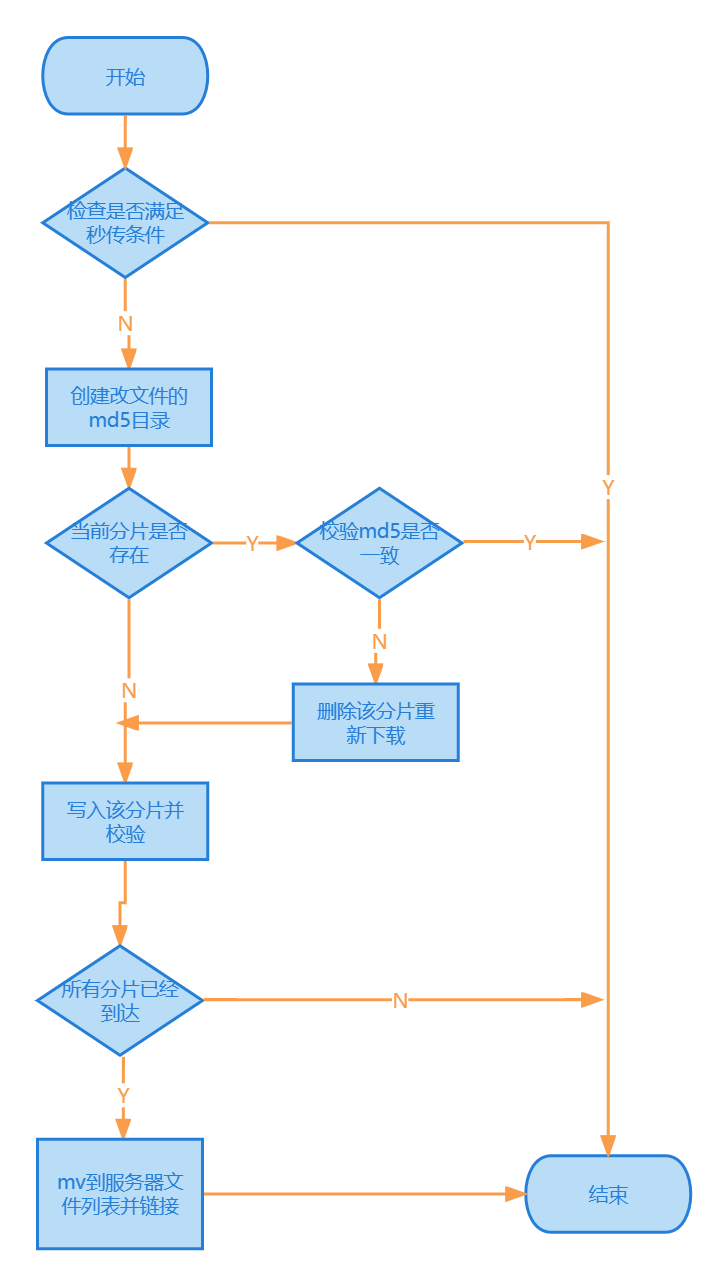 开始
检查是否满足
秒传条件
N
创建改文件的
md5目录
Y
当前分片是否
存在
Y
校验md5是否
一致
Y
N
N
删除该分片重
新下载
写入该分片并
校验
所有分片已经
到达
N
Y
mv到服务器文
件列表并链接
结束